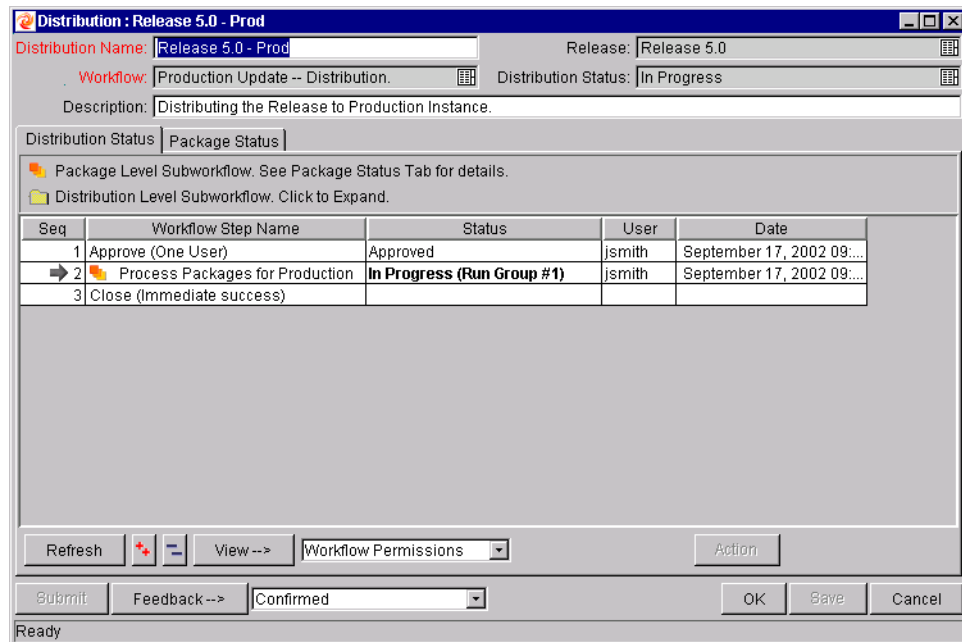 Distribution : Release 5.0 - Prod
Distribution Name: Release 5.0 - Prod Release: Release 5.0
Workflow: Production Update -- Distribution. Distribution Status: In Progress
Description: Distributing the Release to Production Instance.
Distribution Status Package Status
Package Level Subworkflow. See Package Status Tab for details.
Distribution Level Subworkflow. Click to Expand.
Seq Workflow Step Name Status User Date
1 Approve (One User) Approved jsmith September 17, 2002 09:...
2 Process Packages for Production In Progress (Run Group #1) jsmith September 17, 2002 09:...
3 Close (Immediate success)
Refresh View --> Workflow Permissions Action
Submit Feedback --> Confirmed OK Save Cancel
Ready